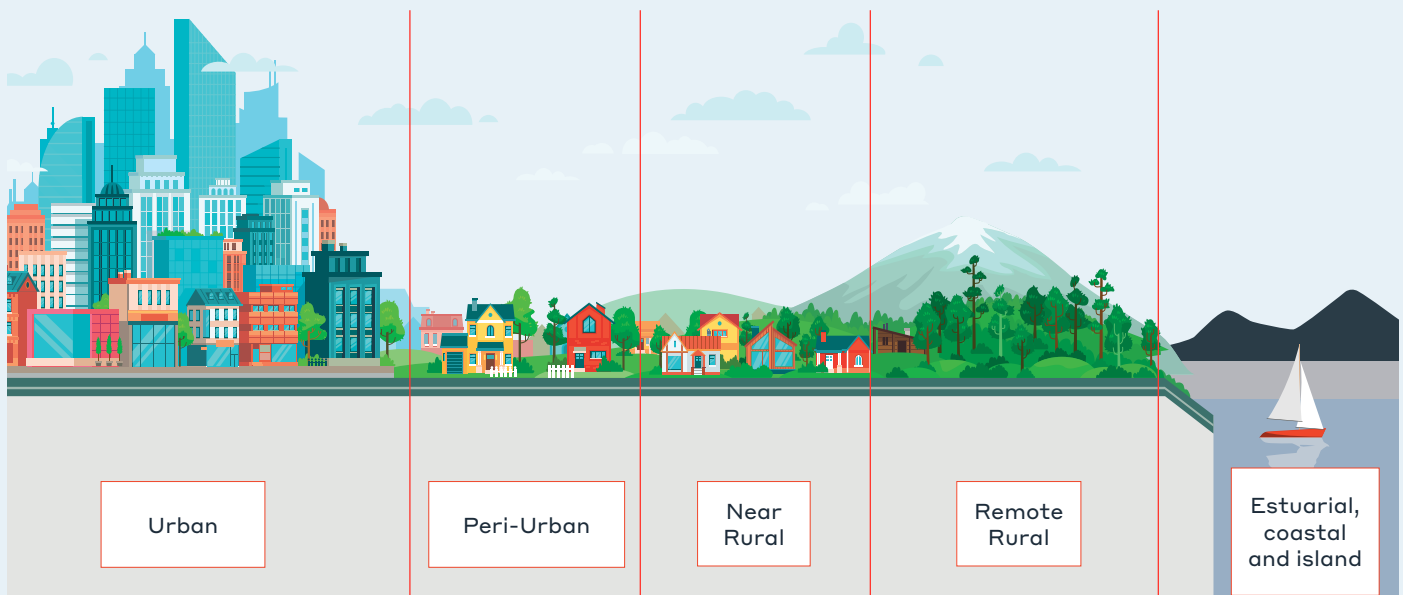 Urban
Peri-Urban
Near
Rural
Remote
Rural
Estuarial,
coastal
and island